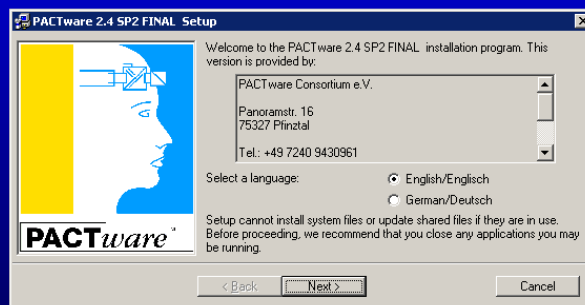 PACTware 2.4 SP2 FINAL Setup
Welcome to the PACTware 2.4 SP2 FINAL installation program. This
version is provided by:
PACTware Consortium e.V.
Panoramstr. 16
75327 Pfinztal
Tel.: +49 7240 9430961
Select a language:
English/Englisch
German/Deutsch
Setup cannot install system files or update shared files if they are in use.
Before proceeding, we recommend that you close any applications you may
be running.
PACTware™
< Back
Next >
Cancel